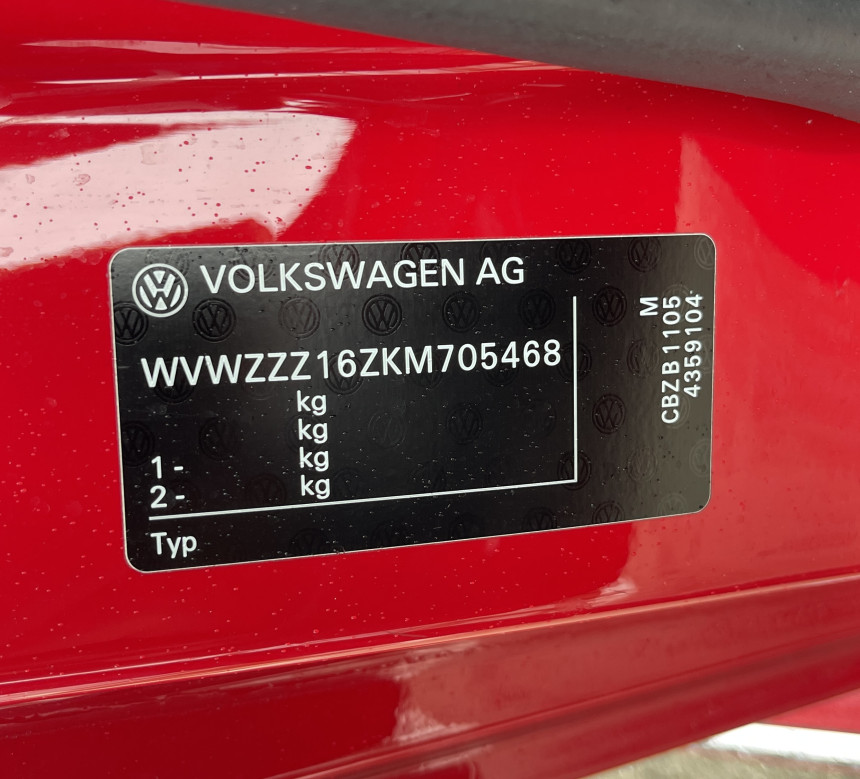 VOLKSWAGEN AG
WVWZZZ16ZKM705468
kg
kg
1 - kg
2 - kg
Typ
M
CBZB1105
4359104